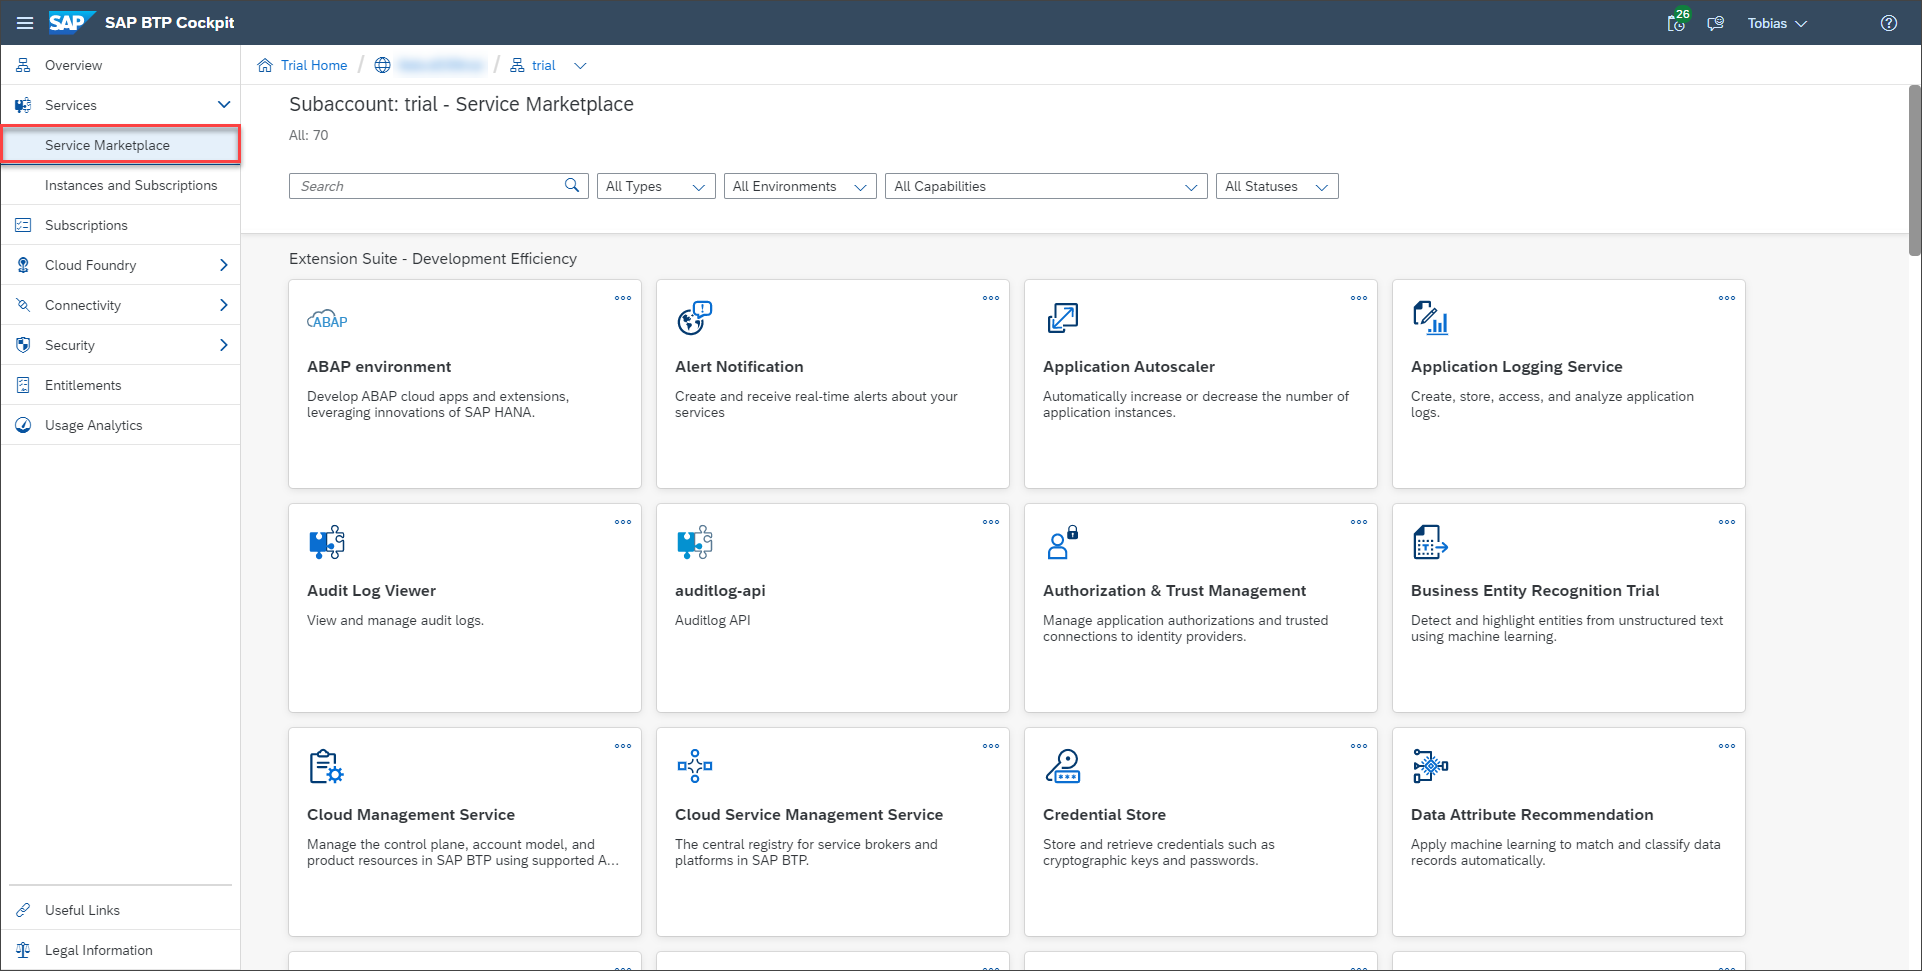 SAP SAP BTP Cockpit
26
Tobias
Overview
Services
Service Marketplace
Instances and Subscriptions
Subscriptions
Cloud Foundry
Connectivity
Security
Entitlements
Usage Analytics
Useful Links
Legal Information
Trial Home / / trial
Subaccount: trial - Service Marketplace
All: 70
Search
All Types
All Environments
All Capabilities
All Statuses
Extension Suite - Development Efficiency
ABAP
ABAP environment
Develop ABAP cloud apps and extensions,
leveraging innovations of SAP HANA.
Alert Notification
Create and receive real-time alerts about your
services
Application Autoscaler
Automatically increase or decrease the number of
application instances.
Application Logging Service
Create, store, access, and analyze application
logs.
Audit Log Viewer
View and manage audit logs.
auditlog-api
Auditlog API
Authorization & Trust Management
Manage application authorizations and trusted
connections to identity providers.
Business Entity Recognition Trial
Detect and highlight entities from unstructured text
using machine learning.
Cloud Management Service
Manage the control plane, account model, and
product resources in SAP BTP using supported A...
Cloud Service Management Service
The central registry for service brokers and
platforms in SAP BTP.
Credential Store
Store and retrieve credentials such as
cryptographic keys and passwords.
Data Attribute Recommendation
Apply machine learning to match and classify data
records automatically.